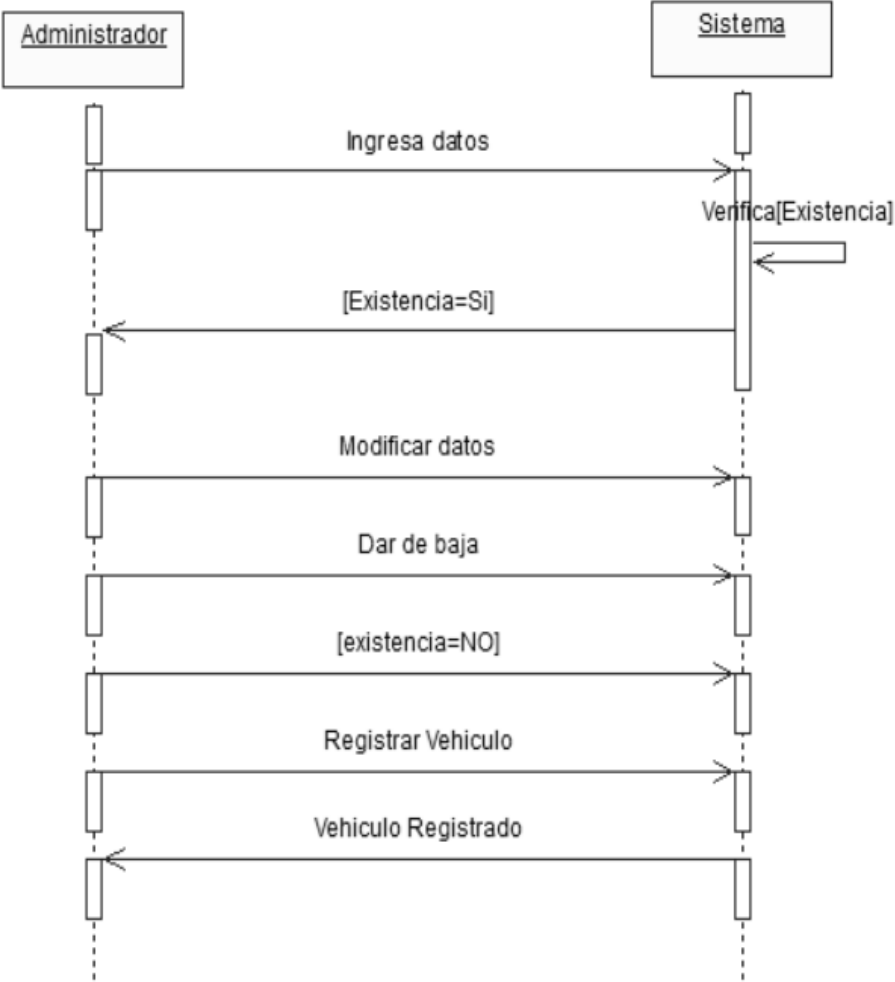 Administrador
Sistema
Ingresa datos
Verifica[Existencia]
[Existencia=Si]
Modificar datos
Dar de baja
[existencia=NO]
Registrar Vehiculo
Vehiculo Registrado